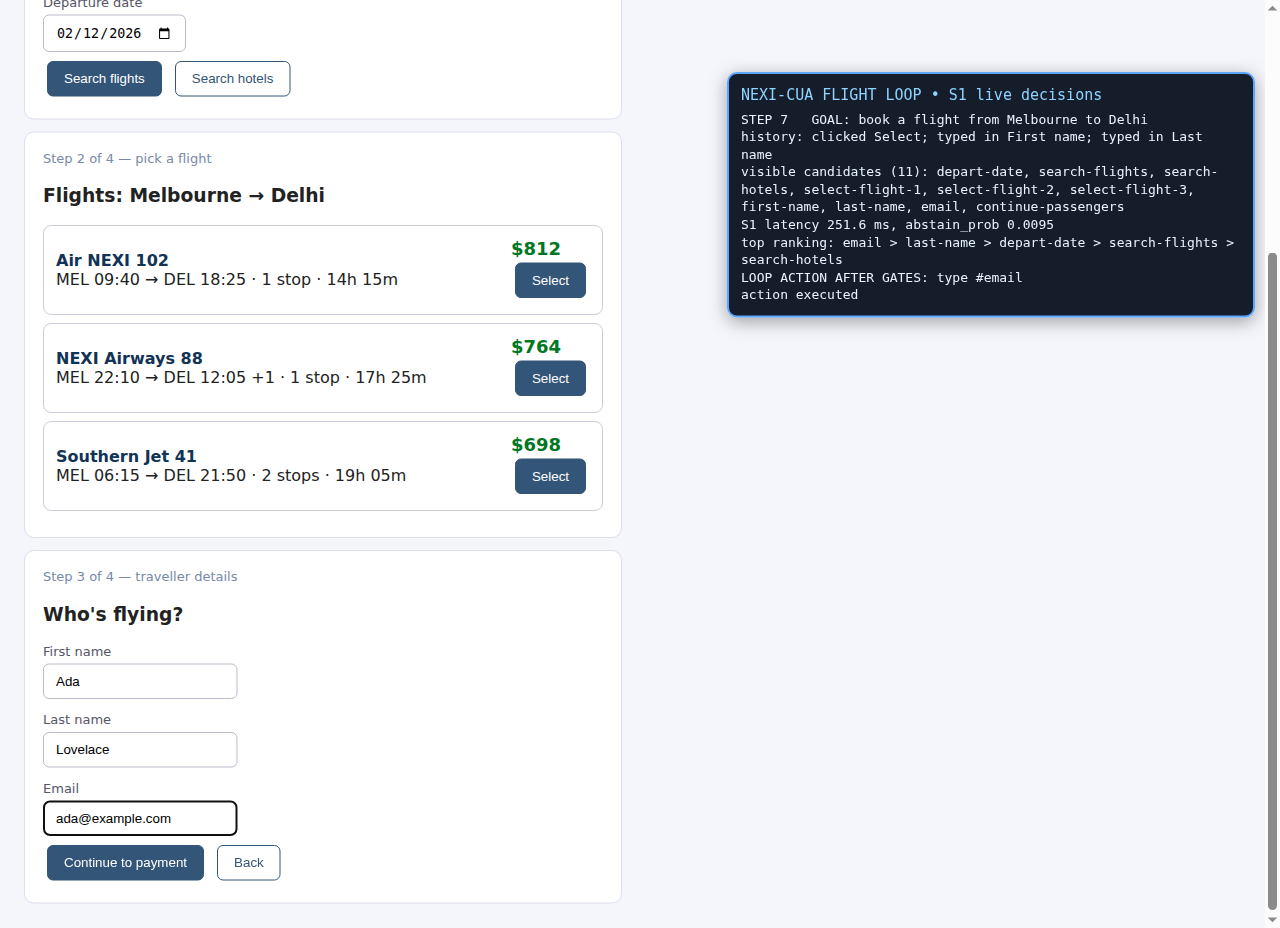 Departure date
02/12/2026
Search flights
Search hotels
Step 2 of 4 — pick a flight
Flights: Melbourne → Delhi
Air NEXI 102
MEL 09:40 → DEL 18:25 · 1 stop · 14h 15m
$812
Select
NEXI Airways 88
MEL 22:10 → DEL 12:05 +1 · 1 stop · 17h 25m
$764
Select
Southern Jet 41
MEL 06:15 → DEL 21:50 · 2 stops · 19h 05m
$698
Select
Step 3 of 4 — traveller details
Who's flying?
First name
Ada
Last name
Lovelace
Email
ada@example.com
Continue to payment
Back
NEXI-CUA FLIGHT LOOP • S1 live decisions
STEP 7   GOAL: book a flight from Melbourne to Delhi
history: clicked Select; typed in First name; typed in Last
name
visible candidates (11): depart-date, search-flights, search-
hotels, select-flight-1, select-flight-2, select-flight-3,
first-name, last-name, email, continue-passengers
S1 latency 251.6 ms, abstain_prob 0.0095
top ranking: email > last-name > depart-date > search-flights >
search-hotels
LOOP ACTION AFTER GATES: type #email
action executed